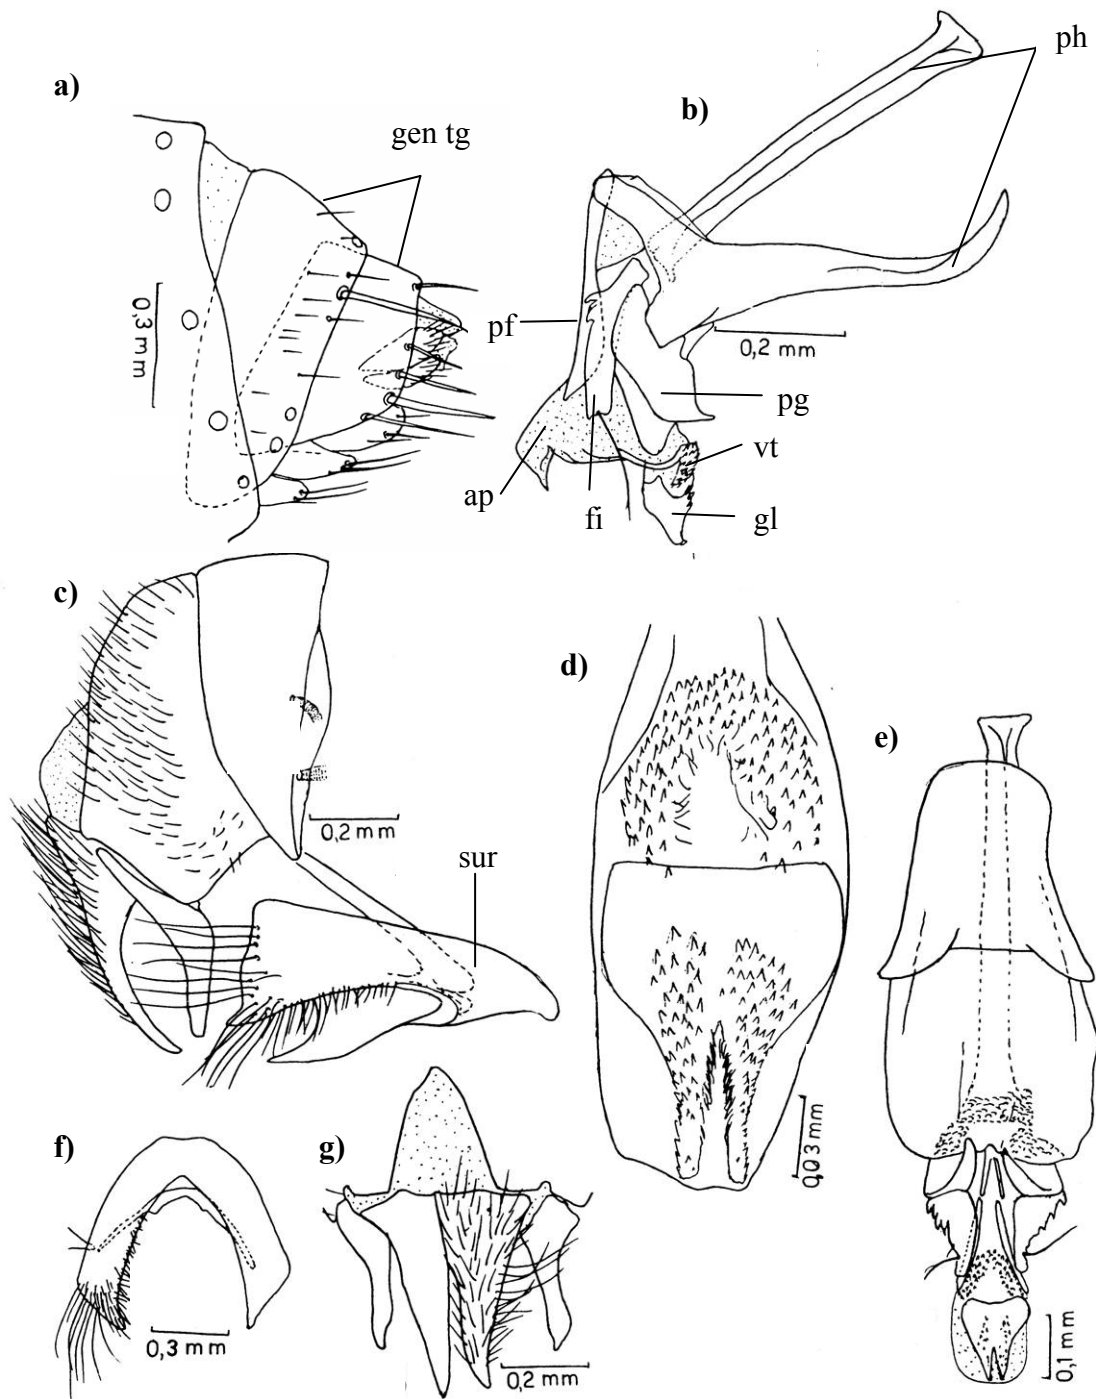 a)
gen tg
0,3 mm
b)
ph
0,2 mm
pf
pg
vt
ap
fi
gl
c)
0,2 mm
sur
d)
0,03 mm
e)
0,1 mm
f)
0,3 mm
g)
0,2 mm